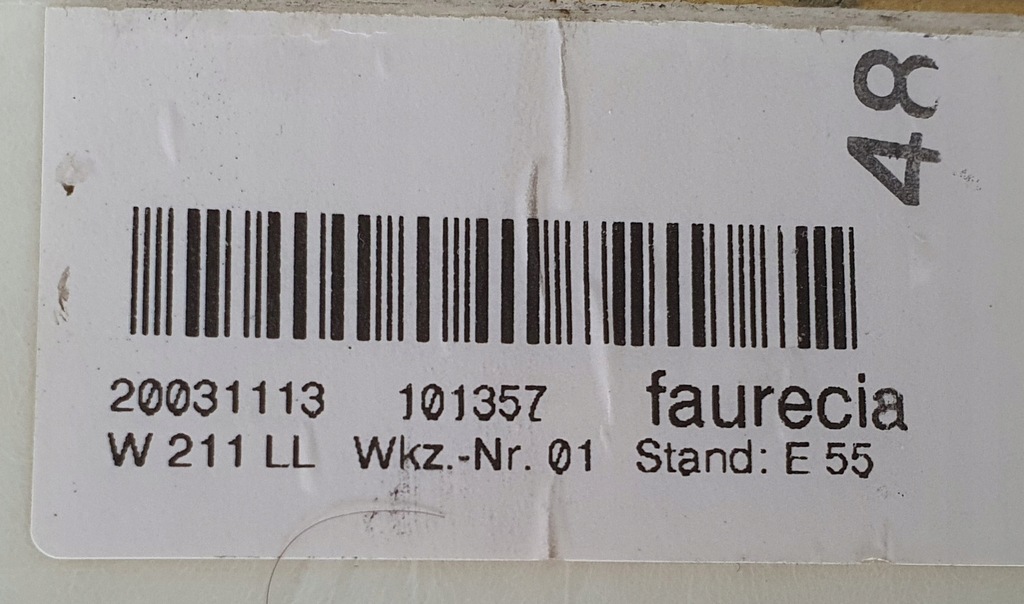 48
20031113 101357 faurecia
W 211 LL Wkz.-Nr. 01 Stand: E 55